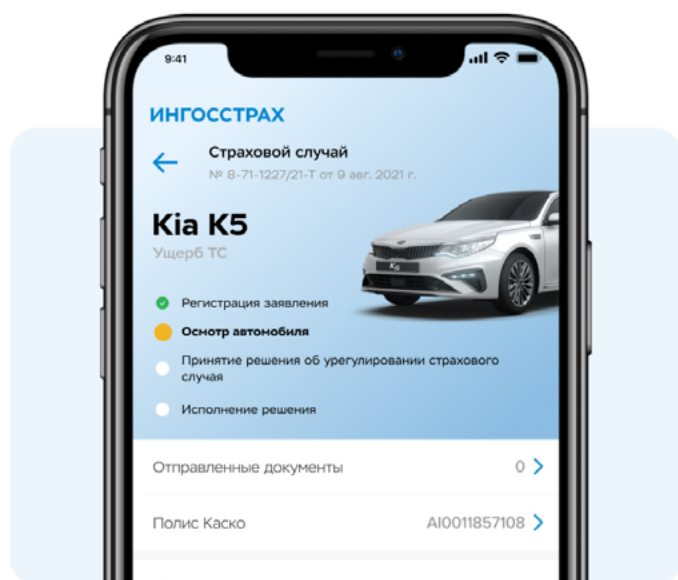 9:41
ИНГОССТРАХ
Страховой случай
№ 8-71-1227/21-Т от 9 авг. 2021 г.
Kia K5
Ущерб ТС
K5
Регистрация заявления
Осмотр автомобиля
Принятие решения об урегулировании страхового
случая
Исполнение решения
Отправленные документы 0
Полис Каско AI0011857108